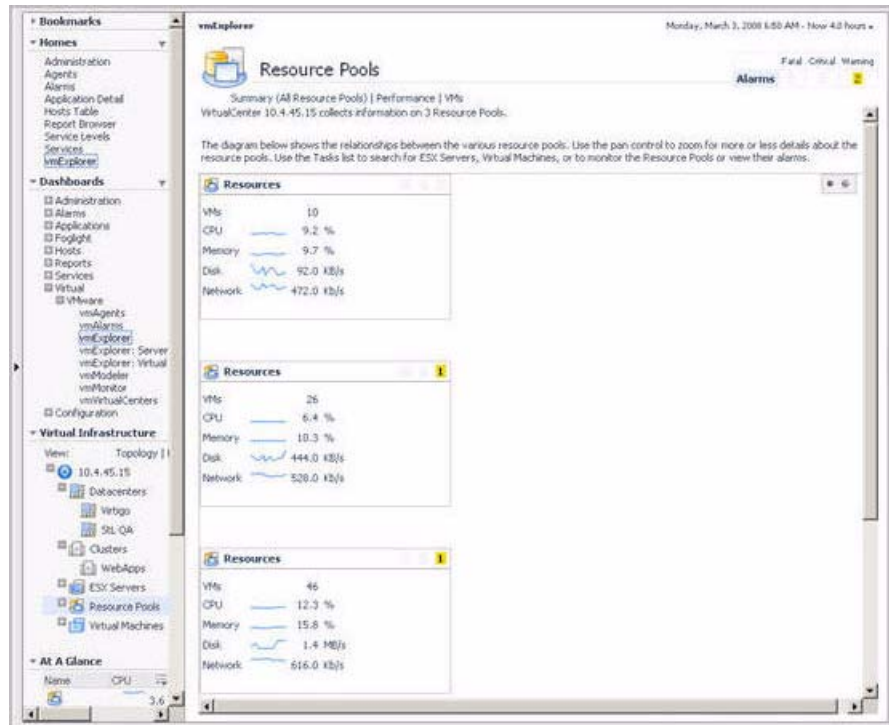 Bookmarks
Homes
Administration
Agents
Alarms
Application Detail
Hosts Table
Report Browser
Service Levels
Services
vmExplorer
Dashboards
Administration
Alarms
Applications
Foglight
Hosts
Reports
Services
Virtual
VMware
vmAgents
vmAlarms
vmExplorer
vmExplorer: Server
vmExplorer: Virtual
vmModeler
vmMonitor
vmVirtualCenters
Configuration
Virtual Infrastructure
View: Topology |
10.4.45.15
Datacenters
Virtigo
StL QA
Clusters
WebApps
ESX Servers
Resource Pools
Virtual Machines
At A Glance
Name CPU
3.6
vmExplorer
Monday, March 3, 2008 6:50 AM - Now 4.0 hours
Resource Pools
Fatal Critical Warning
Alarms 2
Summary (All Resource Pools) | Performance | VMs
VirtualCenter 10.4.45.15 collects information on 3 Resource Pools.
The diagram below shows the relationships between the various resource pools. Use the pan control to zoom for more or less details about the
resource pools. Use the Tasks list to search for ESX Servers, Virtual Machines, or to monitor the Resource Pools or view their alarms.
Resources
VMs 10
CPU 9.2 %
Memory 9.7 %
Disk 92.0 KB/s
Network 472.0 Kb/s
Resources 1
VMs 26
CPU 6.4 %
Memory 10.3 %
Disk 444.0 KB/s
Network 528.0 Kb/s
Resources 1
VMs 46
CPU 12.3 %
Memory 15.8 %
Disk 1.4 MB/s
Network 616.0 Kb/s